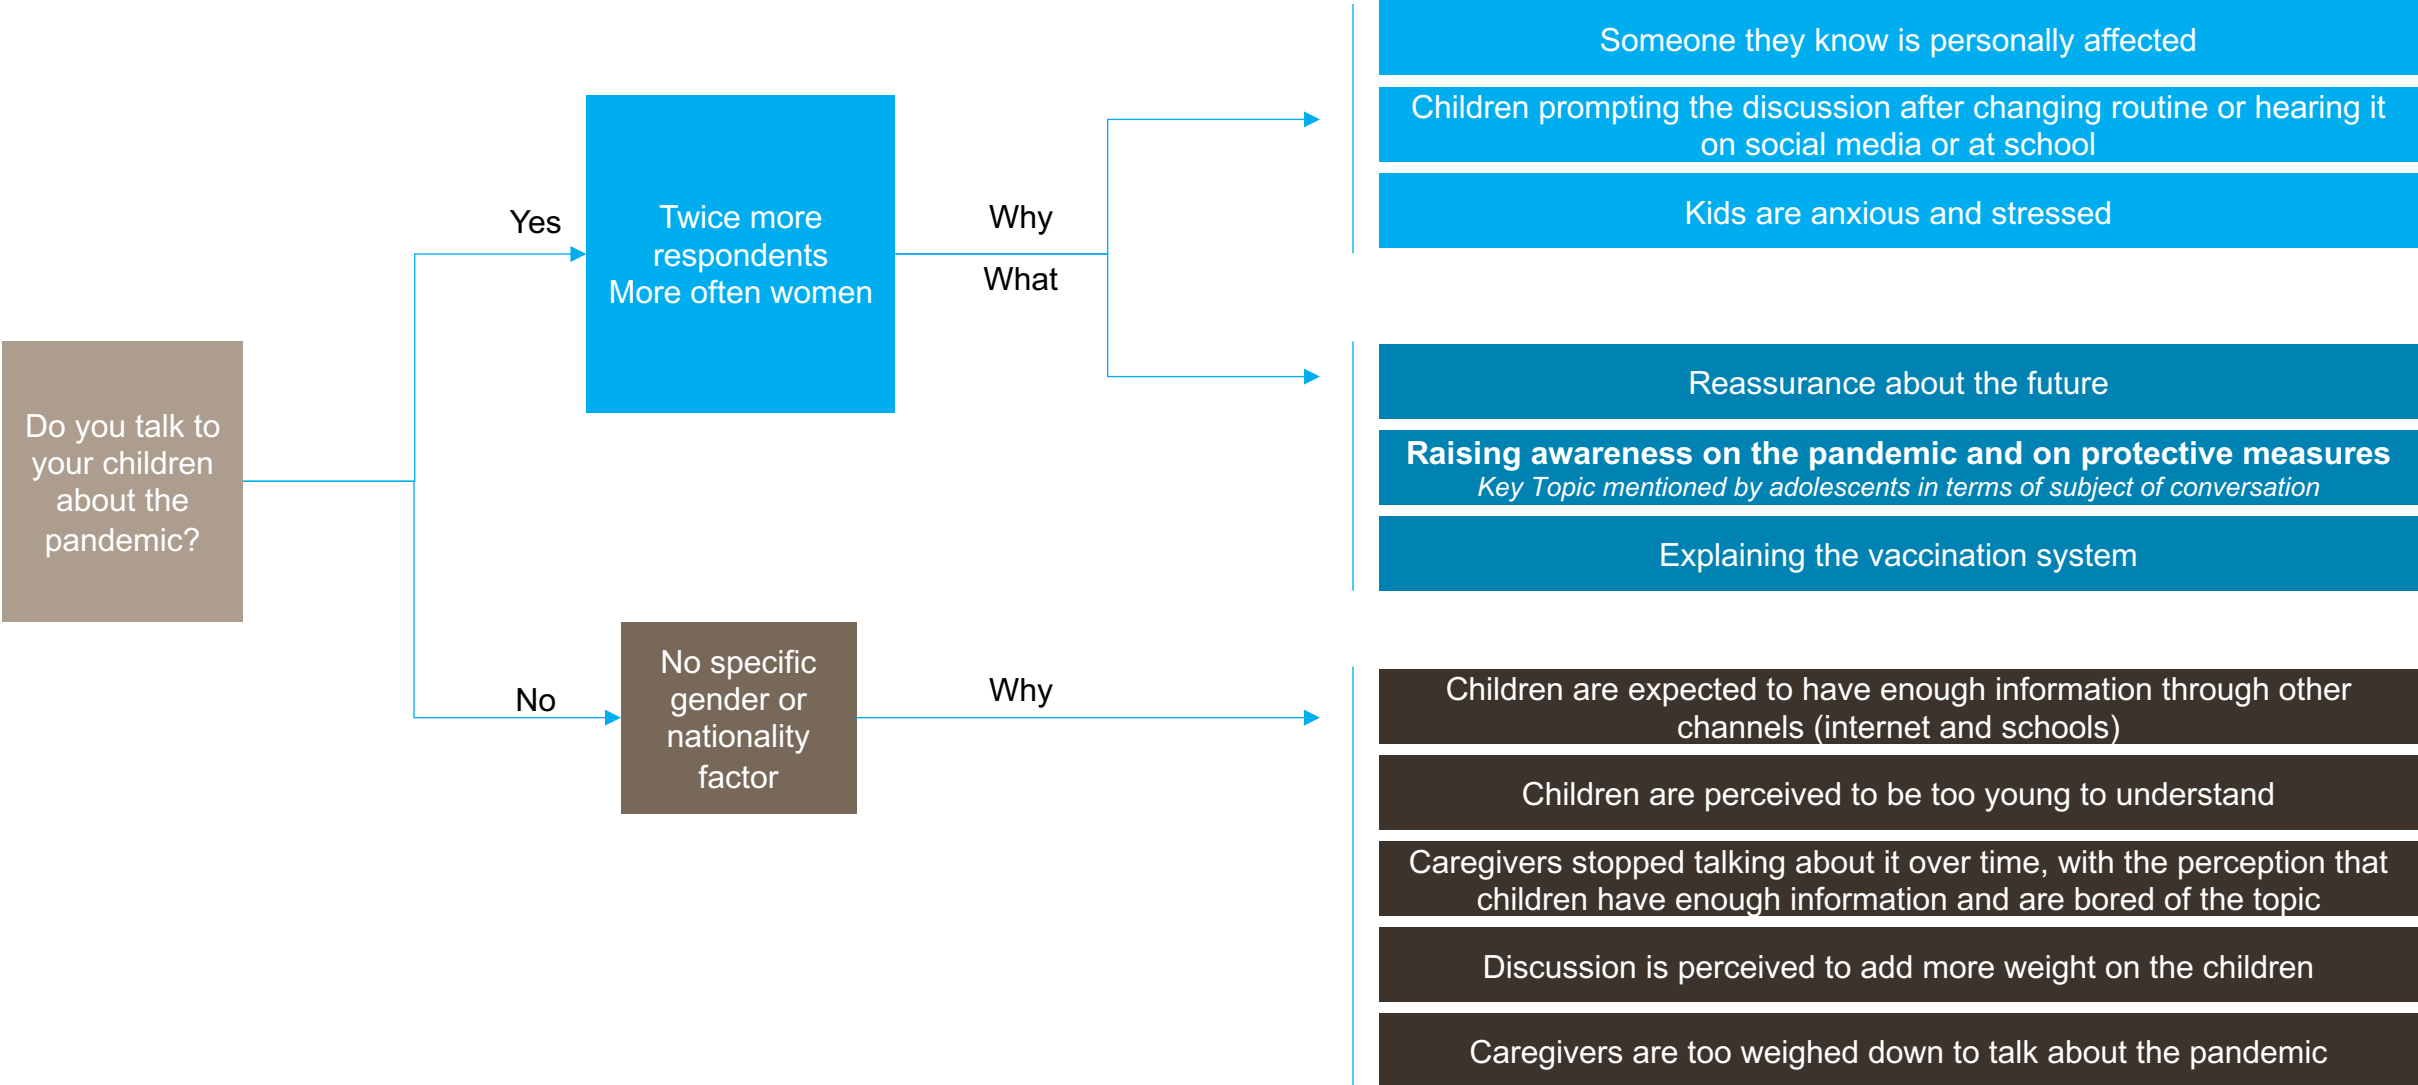 Do you talk to
your children
about the
pandemic?
Yes
Twice more
respondents
More often women
Why
What
Someone they know is personally affected
Children prompting the discussion after changing routine or hearing it
on social media or at school
Kids are anxious and stressed
Reassurance about the future
Raising awareness on the pandemic and on protective measures
Key Topic mentioned by adolescents in terms of subject of conversation
Explaining the vaccination system
No
No specific
gender or
nationality
factor
Why
Children are expected to have enough information through other
channels (internet and schools)
Children are perceived to be too young to understand
Caregivers stopped talking about it over time, with the perception that
children have enough information and are bored of the topic
Discussion is perceived to add more weight on the children
Caregivers are too weighed down to talk about the pandemic